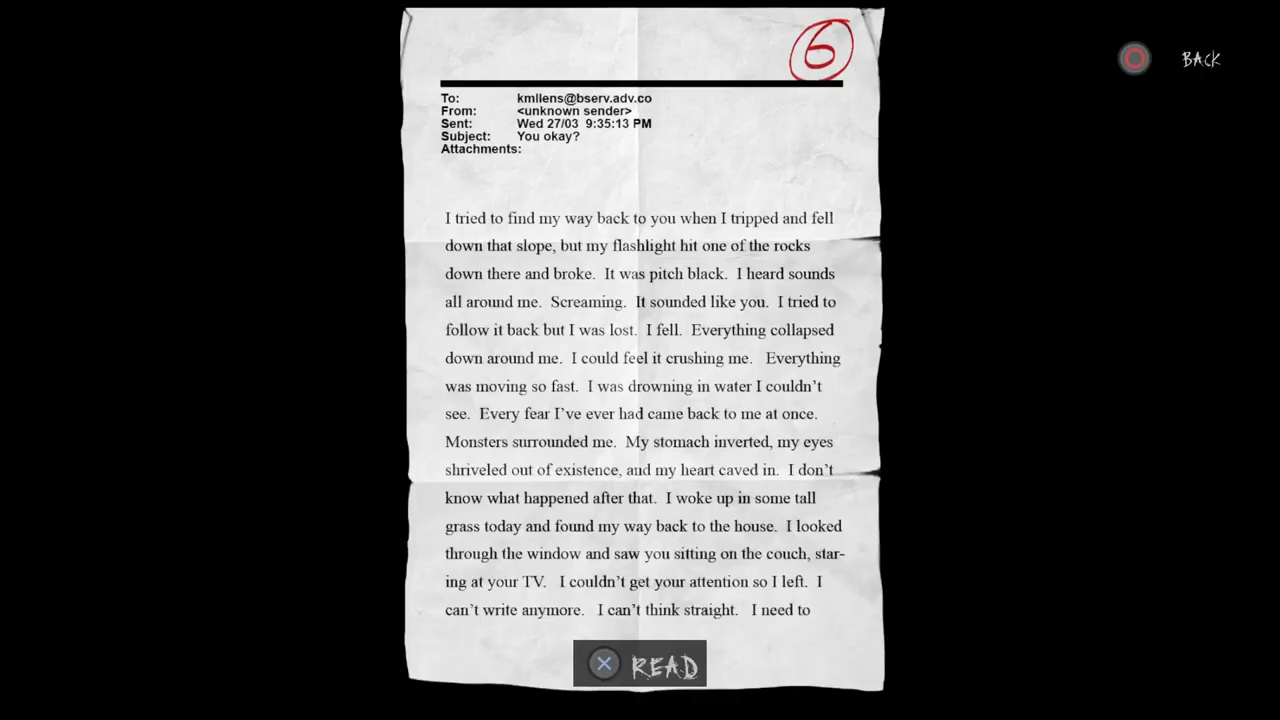 6
BACK
To: kmllens@bserv.adv.co
From: <unknown sender>
Sent: Wed 27/03 9:35:13 PM
Subject: You okay?
Attachments:
I tried to find my way back to you when I tripped and fell
down that slope, but my flashlight hit one of the rocks
down there and broke. It was pitch black. I heard sounds
all around me. Screaming. It sounded like you. I tried to
follow it back but I was lost. I fell. Everything collapsed
down around me. I could feel it crushing me. Everything
was moving so fast. I was drowning in water I couldn't
see. Every fear I've ever had came back to me at once.
Monsters surrounded me. My stomach inverted, my eyes
shriveled out of existence, and my heart caved in. I don't
know what happened after that. I woke up in some tall
grass today and found my way back to the house. I looked
through the window and saw you sitting on the couch, star-
ing at your TV. I couldn't get your attention so I left. I
can't write anymore. I can't think straight. I need to
READ